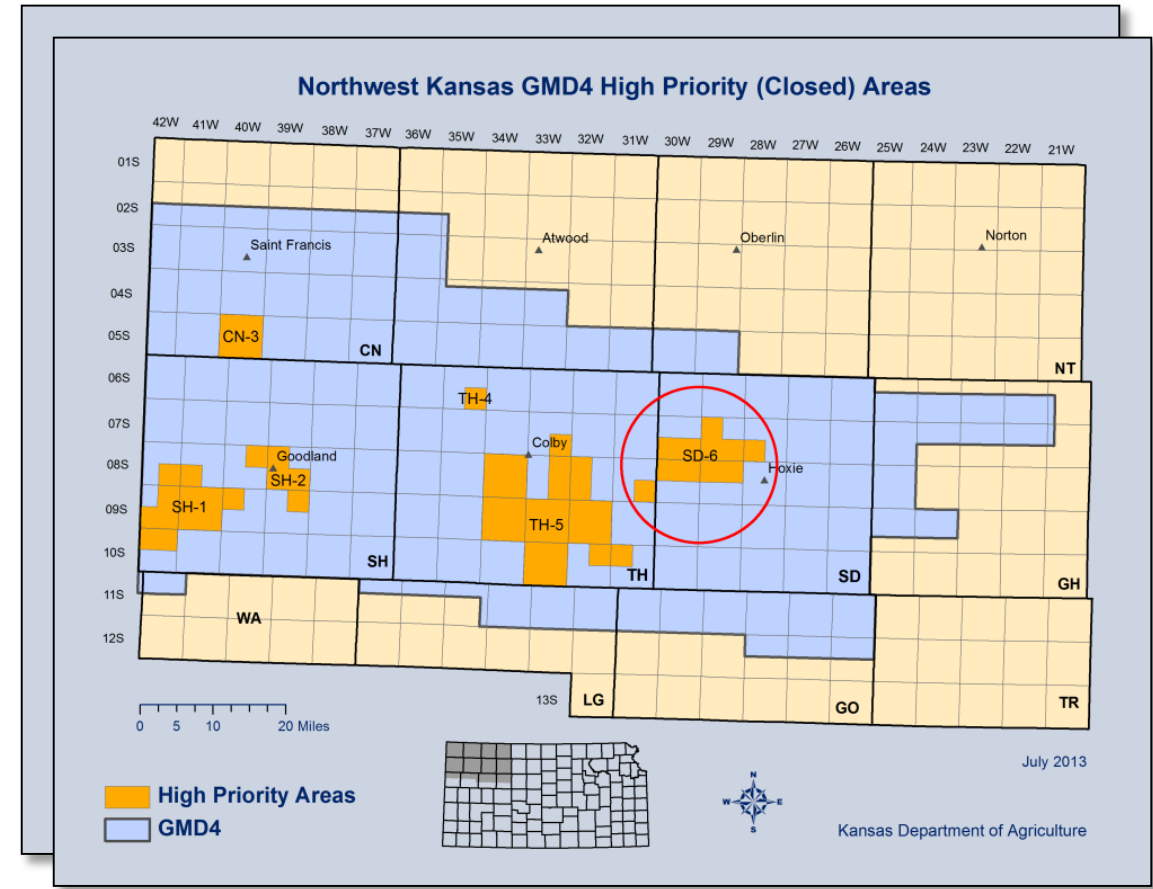 Northwest Kansas GMD4 High Priority (Closed) Areas
42W 41W 40W 39W 38W 37W 36W 35W 34W 33W 32W 31W 30W 29W 28W 27W 26W 25W 24W 23W 22W 21W
01S
02S
03S
04S
05S
06S
07S
08S
09S
10S
11S
12S
13S
Saint Francis
Atwood
Oberlin
Norton
CN-3
CN
NT
TH-4
Colby
Goodland
SD-6
Hoxie
SH-2
SH-1
TH-5
SH
TH
SD
GH
WA
LG
GO
TR
0 5 10 20 Miles
July 2013
High Priority Areas
GMD4
N
W E
S
Kansas Department of Agriculture